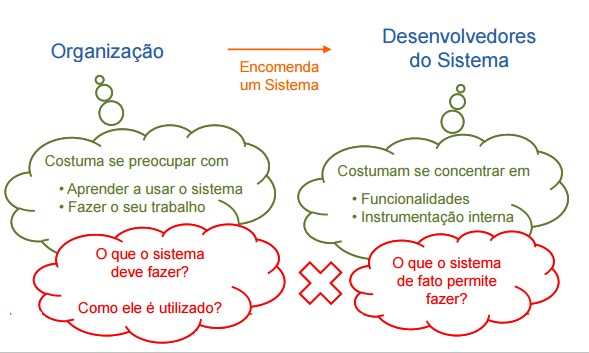 Organização
Encomenda
um Sistema
Desenvolvedores
do Sistema
Costuma se preocupar com
• Aprender a usar o sistema
• Fazer o seu trabalho
Costumam se concentrar em
• Funcionalidades
• Instrumentação interna
O que o sistema
deve fazer?
Como ele é utilizado?
O que o sistema
de fato permite
fazer?